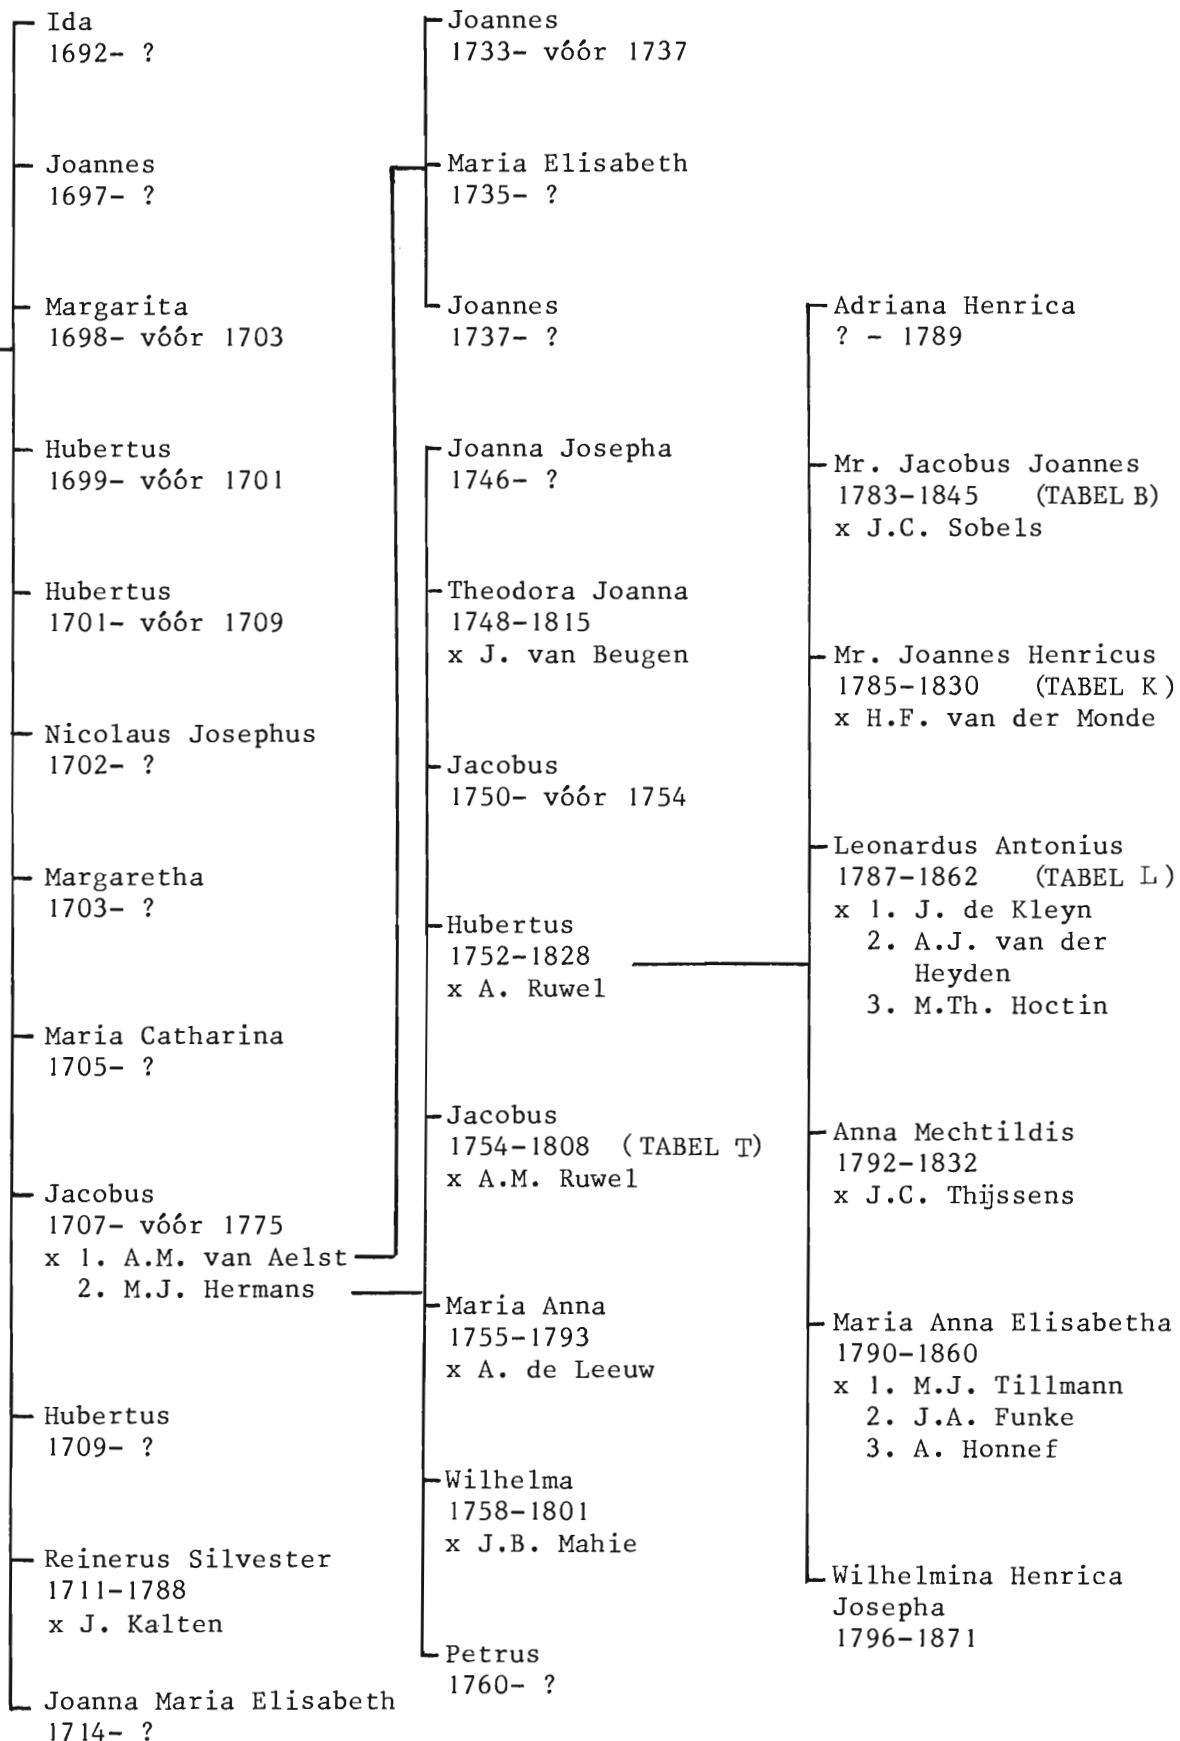 Ida
1692- ?
Joannes
1697- ?
Margarita
1698- vóór 1703
Hubertus
1699- vóór 1701
Hubertus
1701- vóór 1709
Nicolaus Josephus
1702- ?
Margaretha
1703- ?
Maria Catharina
1705- ?
Jacobus
1707- vóór 1775
x 1. A.M. van Aelst
2. M.J. Hermans
Hubertus
1709- ?
Reinerus Silvester
1711-1788
x J. Kalten
Joanna Maria Elisabeth
1714- ?
Joannes
1733- vóór 1737
Maria Elisabeth
1735- ?
Joannes
1737- ?
Joanna Josepha
1746- ?
Theodora Joanna
1748-1815
x J. van Beugen
Jacobus
1750- vóór 1754
Hubertus
1752-1828
x A. Ruwel
Jacobus
1754-1808 (TABEL T)
x A.M. Ruwel
Maria Anna
1755-1793
x A. de Leeuw
Wilhelma
1758-1801
x J.B. Mahie
Petrus
1760- ?
Adriana Henrica
? - 1789
Mr. Jacobus Joannes
1783-1845 (TABEL B)
x J.C. Sobels
Mr. Joannes Henricus
1785-1830 (TABEL K)
x H.F. van der Monde
Leonardus Antonius
1787-1862 (TABEL L)
x 1. J. de Kleyn
2. A.J. van der
Heyden
3. M.Th. Hoctin
Anna Mechtildis
1792-1832
x J.C. Thijssens
Maria Anna Elisabetha
1790-1860
x 1. M.J. Tillmann
2. J.A. Funke
3. A. Honnef
Wilhelmina Henrica
Josepha
1796-1871